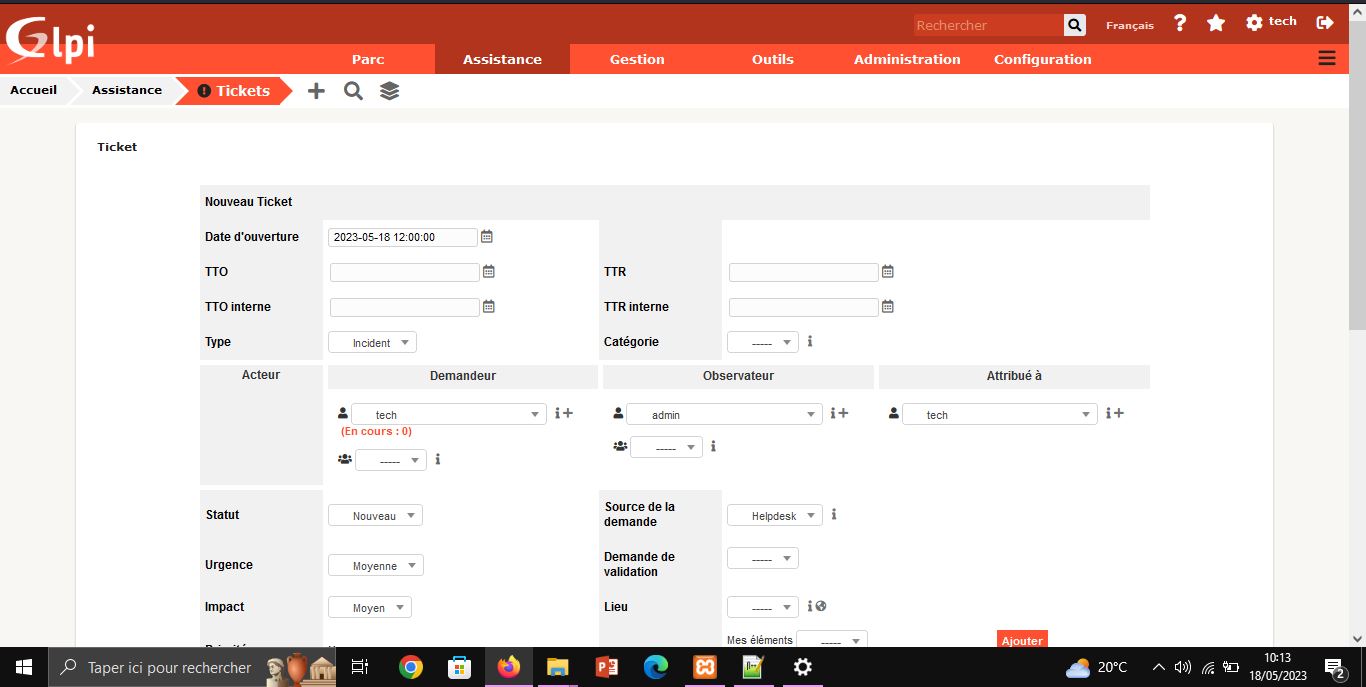 Glpi
Rechercher
Français
tech
Parc Assistance Gestion Outils Administration Configuration
Accueil Assistance Tickets
Ticket
Nouveau Ticket
Date d'ouverture 2023-05-18 12:00:00
TTO TTR
TTO interne TTR interne
Type Incident Catégorie -----
Acteur Demandeur Observateur Attribué à
tech admin tech
(En cours : 0)
----- -----
Statut Nouveau Source de la demande Helpdesk
Urgence Moyenne Demande de validation -----
Impact Moyen Lieu -----
Mes éléments ----- Ajouter
Taper ici pour rechercher
20°C
10:13
18/05/2023
2